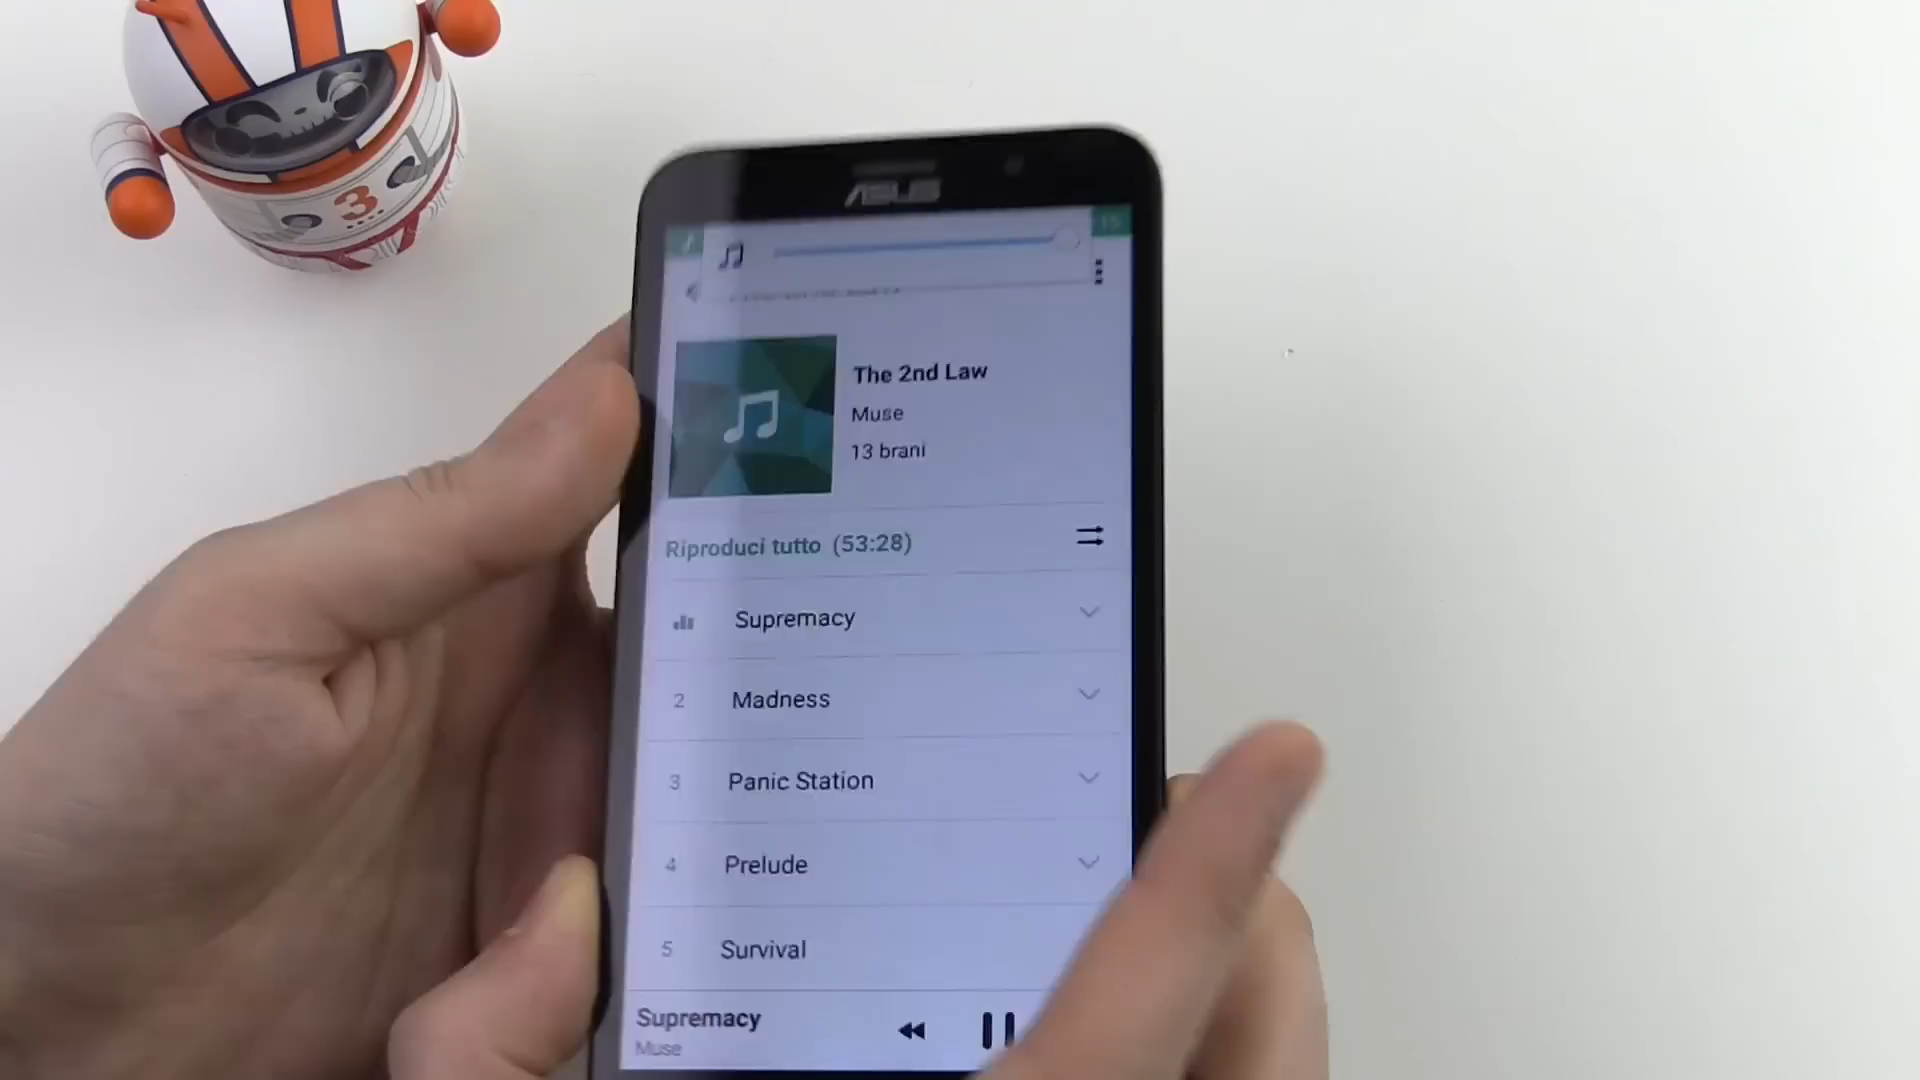 3
ASUS
The 2nd Law
Muse
13 brani
Riproduci tutto (53:28)
Supremacy
2 Madness
3 Panic Station
4 Prelude
5 Survival
Supremacy
Muse